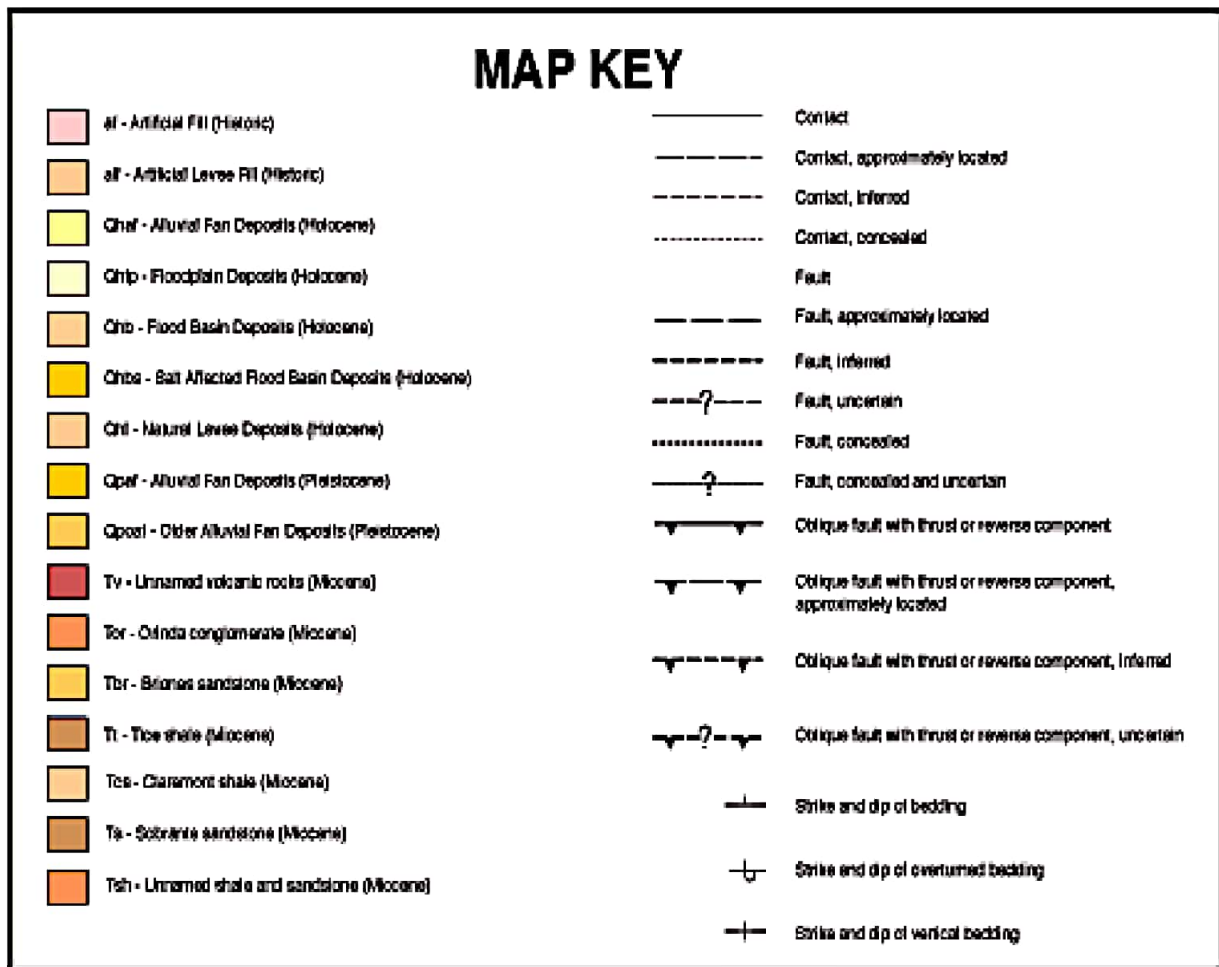 MAP KEY
af - Artificial Fill (Historic)
alf - Artificial Levee Fill (Historic)
Qhaf - Alluvial Fan Deposits (Holocene)
Qhfp - Floodplain Deposits (Holocene)
Qhb - Flood Basin Deposits (Holocene)
Qhbs - Salt Affected Flood Basin Deposits (Holocene)
Qhl - Natural Levee Deposits (Holocene)
Qpaf - Alluvial Fan Deposits (Pleistocene)
Qpoaf - Older Alluvial Fan Deposits (Pleistocene)
Tv - Unnamed volcanic rocks (Miocene)
Tor - Orinda conglomerate (Miocene)
Tbr - Briones sandstone (Miocene)
Tt - Tice shale (Miocene)
Tcs - Claremont shale (Miocene)
Ts - Sobrante sandstone (Miocene)
Tsh - Unnamed shale and sandstone (Miocene)
Contact
Contact, approximately located
Contact, inferred
Contact, concealed
Fault
Fault, approximately located
Fault, inferred
? Fault, uncertain
Fault, concealed
? Fault, concealed and uncertain
Oblique fault with thrust or reverse component
Oblique fault with thrust or reverse component,
approximately located
Oblique fault with thrust or reverse component, inferred
? Oblique fault with thrust or reverse component, uncertain
Strike and dip of bedding
Strike and dip of overturned bedding
Strike and dip of vertical bedding